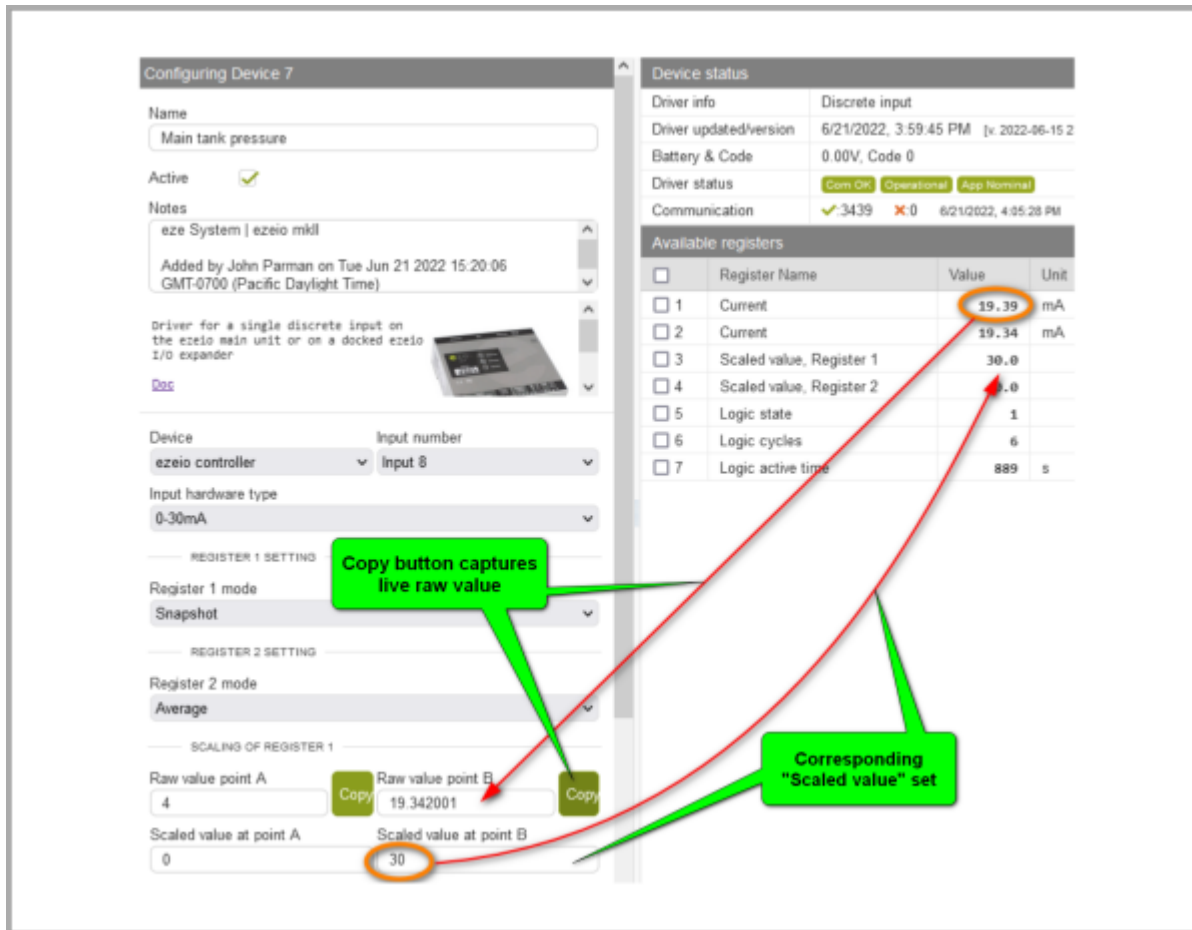 Configuring Device 7
Name
Main tank pressure
Active
Notes
eze System | ezeio mkII
Added by John Parman on Tue Jun 21 2022 15:20:06
GMT-0700 (Pacific Daylight Time)
Driver for a single discrete input on
the ezeio main unit or on a docked ezeio
I/O expander
Doc
Device Input number
ezeio controller Input 8
Input hardware type
0-30mA
REGISTER 1 SETTING
Register 1 mode
Snapshot
REGISTER 2 SETTING
Register 2 mode
Average
SCALING OF REGISTER 1
Raw value point A Copy Raw value point B Copy
4 19.342001
Scaled value at point A Scaled value at point B
0 30
Copy button captures
live raw value
Corresponding
"Scaled value" set
Device status
Driver info Discrete input
Driver updated/version 6/21/2022, 3:59:45 PM [v. 2022-06-15 2
Battery & Code 0.00V, Code 0
Driver status Com OK Operational App Nominal
Communication :3439 :0 6/21/2022, 4:05:28 PM
Available registers
Register Name Value Unit
1 Current 19.39 mA
2 Current 19.34 mA
3 Scaled value, Register 1 30.0
4 Scaled value, Register 2 .0
5 Logic state 1
6 Logic cycles 6
7 Logic active time 889 s